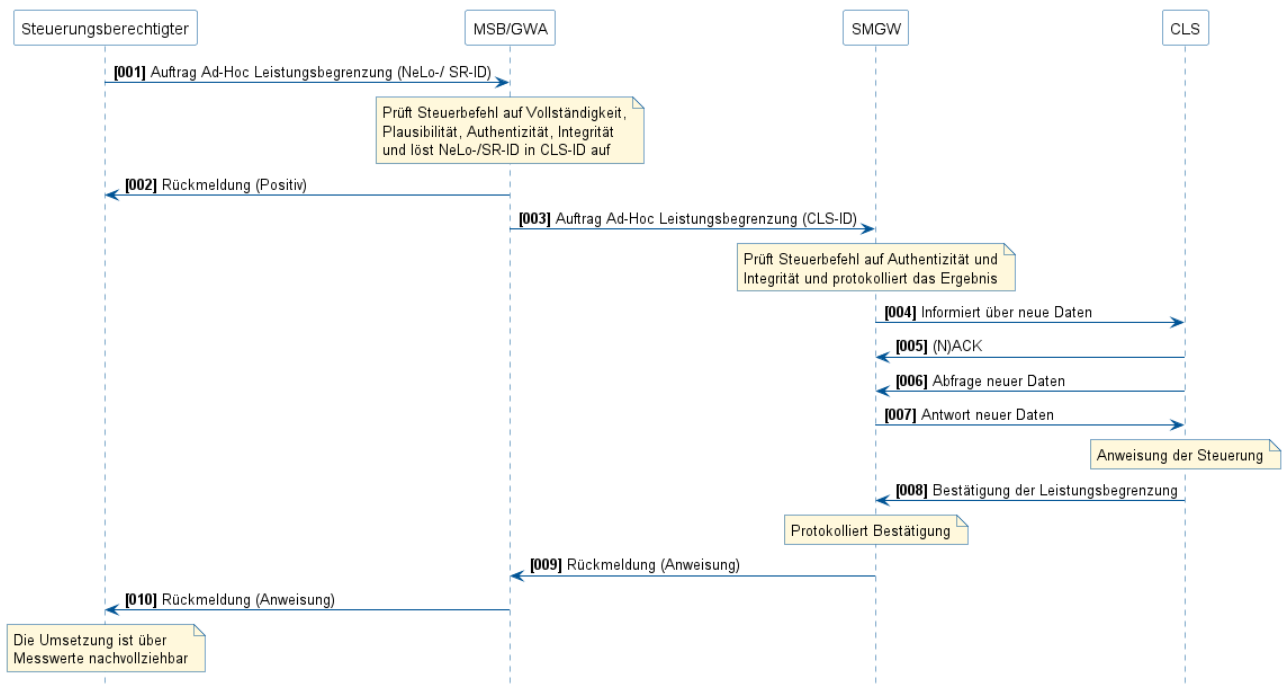 Steuerungsberechtigter
MSB/GWA
SMGW
CLS
[001] Auftrag Ad-Hoc Leistungsbegrenzung (NeLo-/ SR-ID)
Prüft Steuerbefehl auf Vollständigkeit,
Plausibilität, Authentizität, Integrität
und löst NeLo-/SR-ID in CLS-ID auf
[002] Rückmeldung (Positiv)
[003] Auftrag Ad-Hoc Leistungsbegrenzung (CLS-ID)
Prüft Steuerbefehl auf Authentizität und
Integrität und protokolliert das Ergebnis
[004] Informiert über neue Daten
[005] (N)ACK
[006] Abfrage neuer Daten
[007] Antwort neuer Daten
Anweisung der Steuerung
[008] Bestätigung der Leistungsbegrenzung
Protokolliert Bestätigung
[009] Rückmeldung (Anweisung)
[010] Rückmeldung (Anweisung)
Die Umsetzung ist über
Messwerte nachvollziehbar